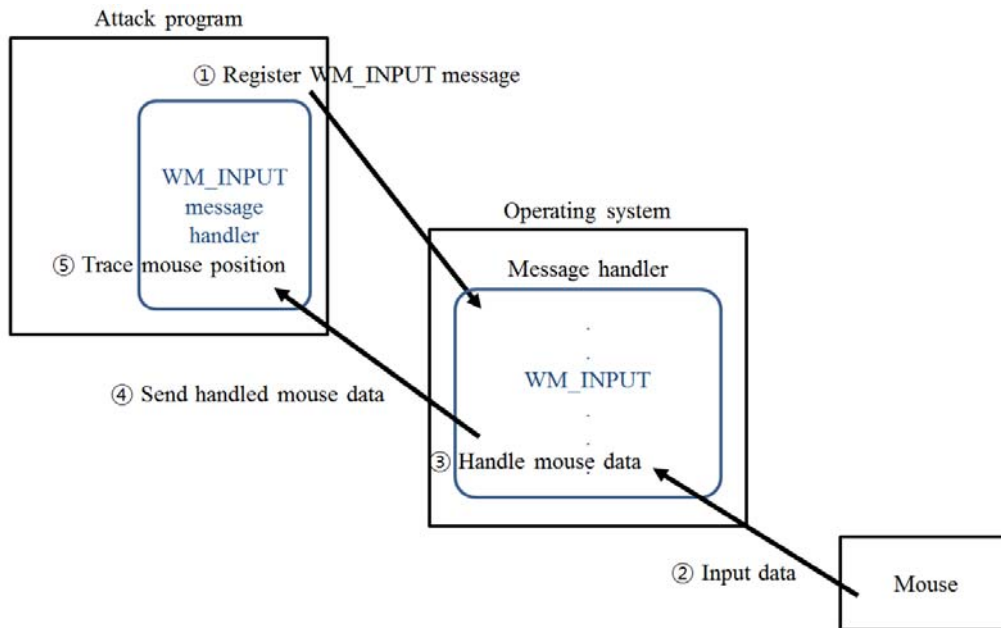 Attack program
① Register WM_INPUT message
WM_INPUT
message
handler
⑤ Trace mouse position
Operating system
Message handler
WM_INPUT
④ Send handled mouse data
③ Handle mouse data
② Input data
Mouse